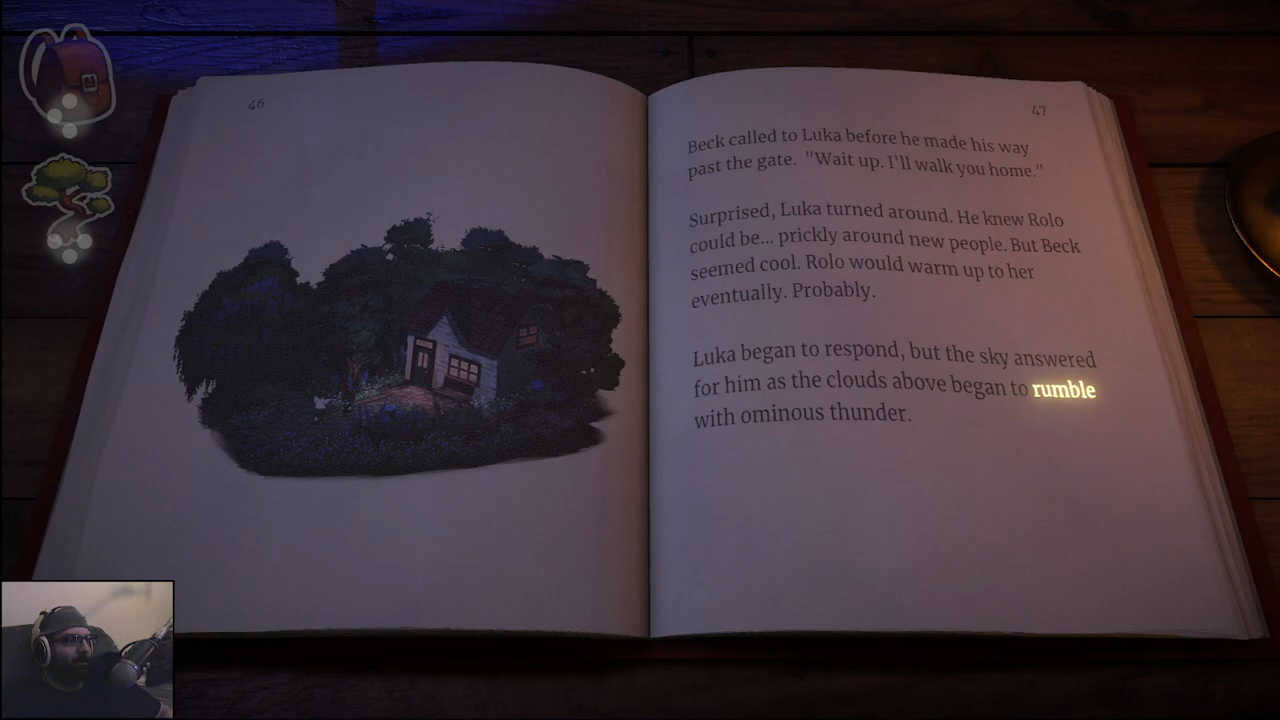 46
47
Beck called to Luka before he made his way
past the gate. "Wait up. I'll walk you home."
Surprised, Luka turned around. He knew Rolo
could be... prickly around new people. But Beck
seemed cool. Rolo would warm up to her
eventually. Probably.
Luka began to respond, but the sky answered
for him as the clouds above began to rumble
with ominous thunder.